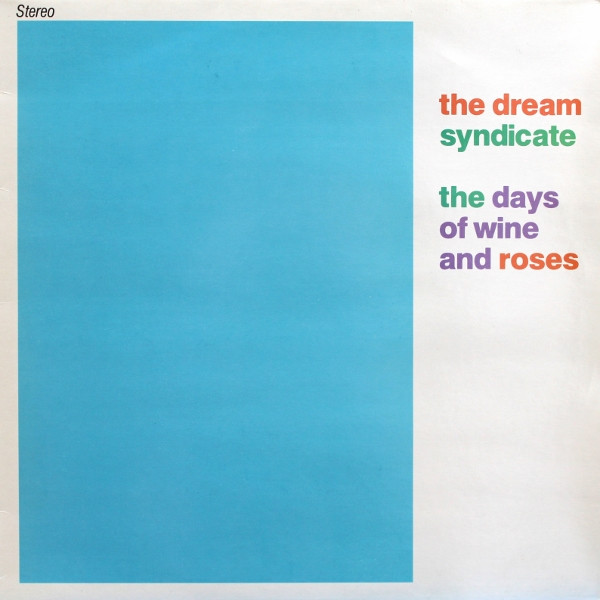 Stereo
the dream
syndicate
the days
of wine
and roses